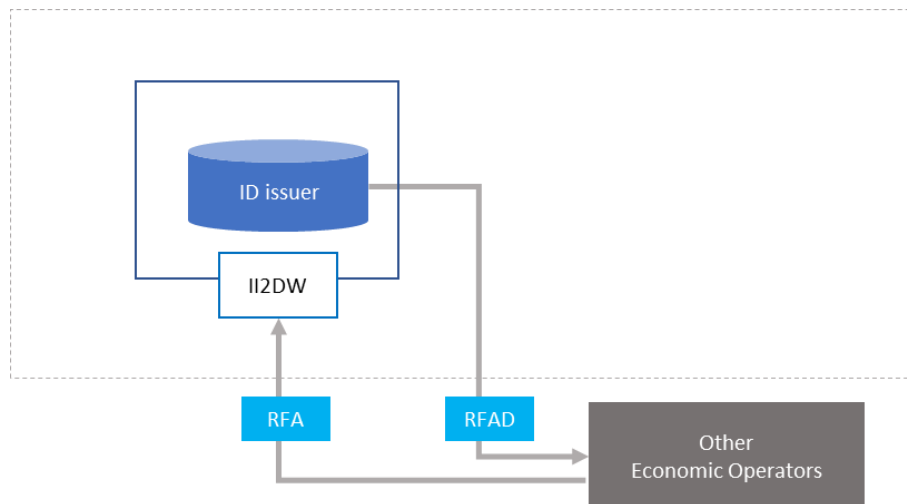 ID issuer
II2DW
RFA
RFAD
Other
Economic Operators